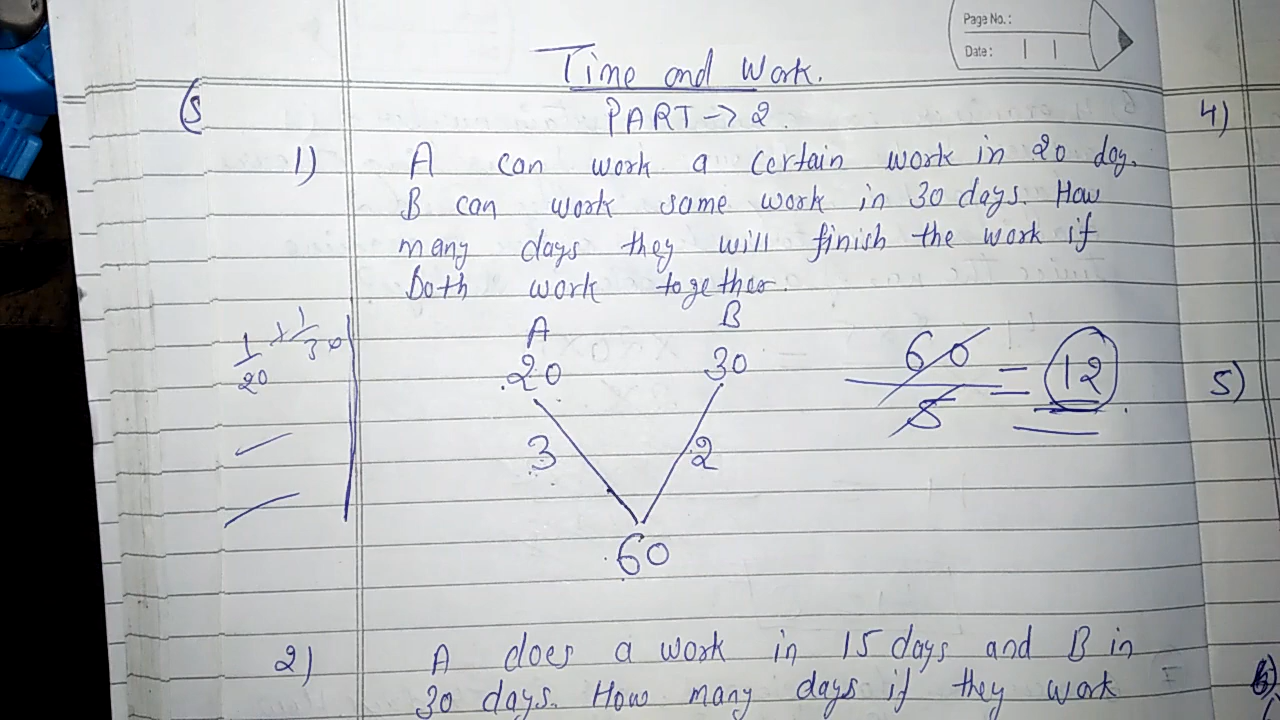 Page No.:
Date:
Time and Work.
PART → 2.
1) A can work a certain work in 20 day.
B can work same work in 30 days. How
many days they will finish the work if
both work together.
1/20 + 1/30
A B
20 30
60/5 = 12
3 2
60
2) A does a work in 15 days and B in
30 days. How many days if they work
4)
5)